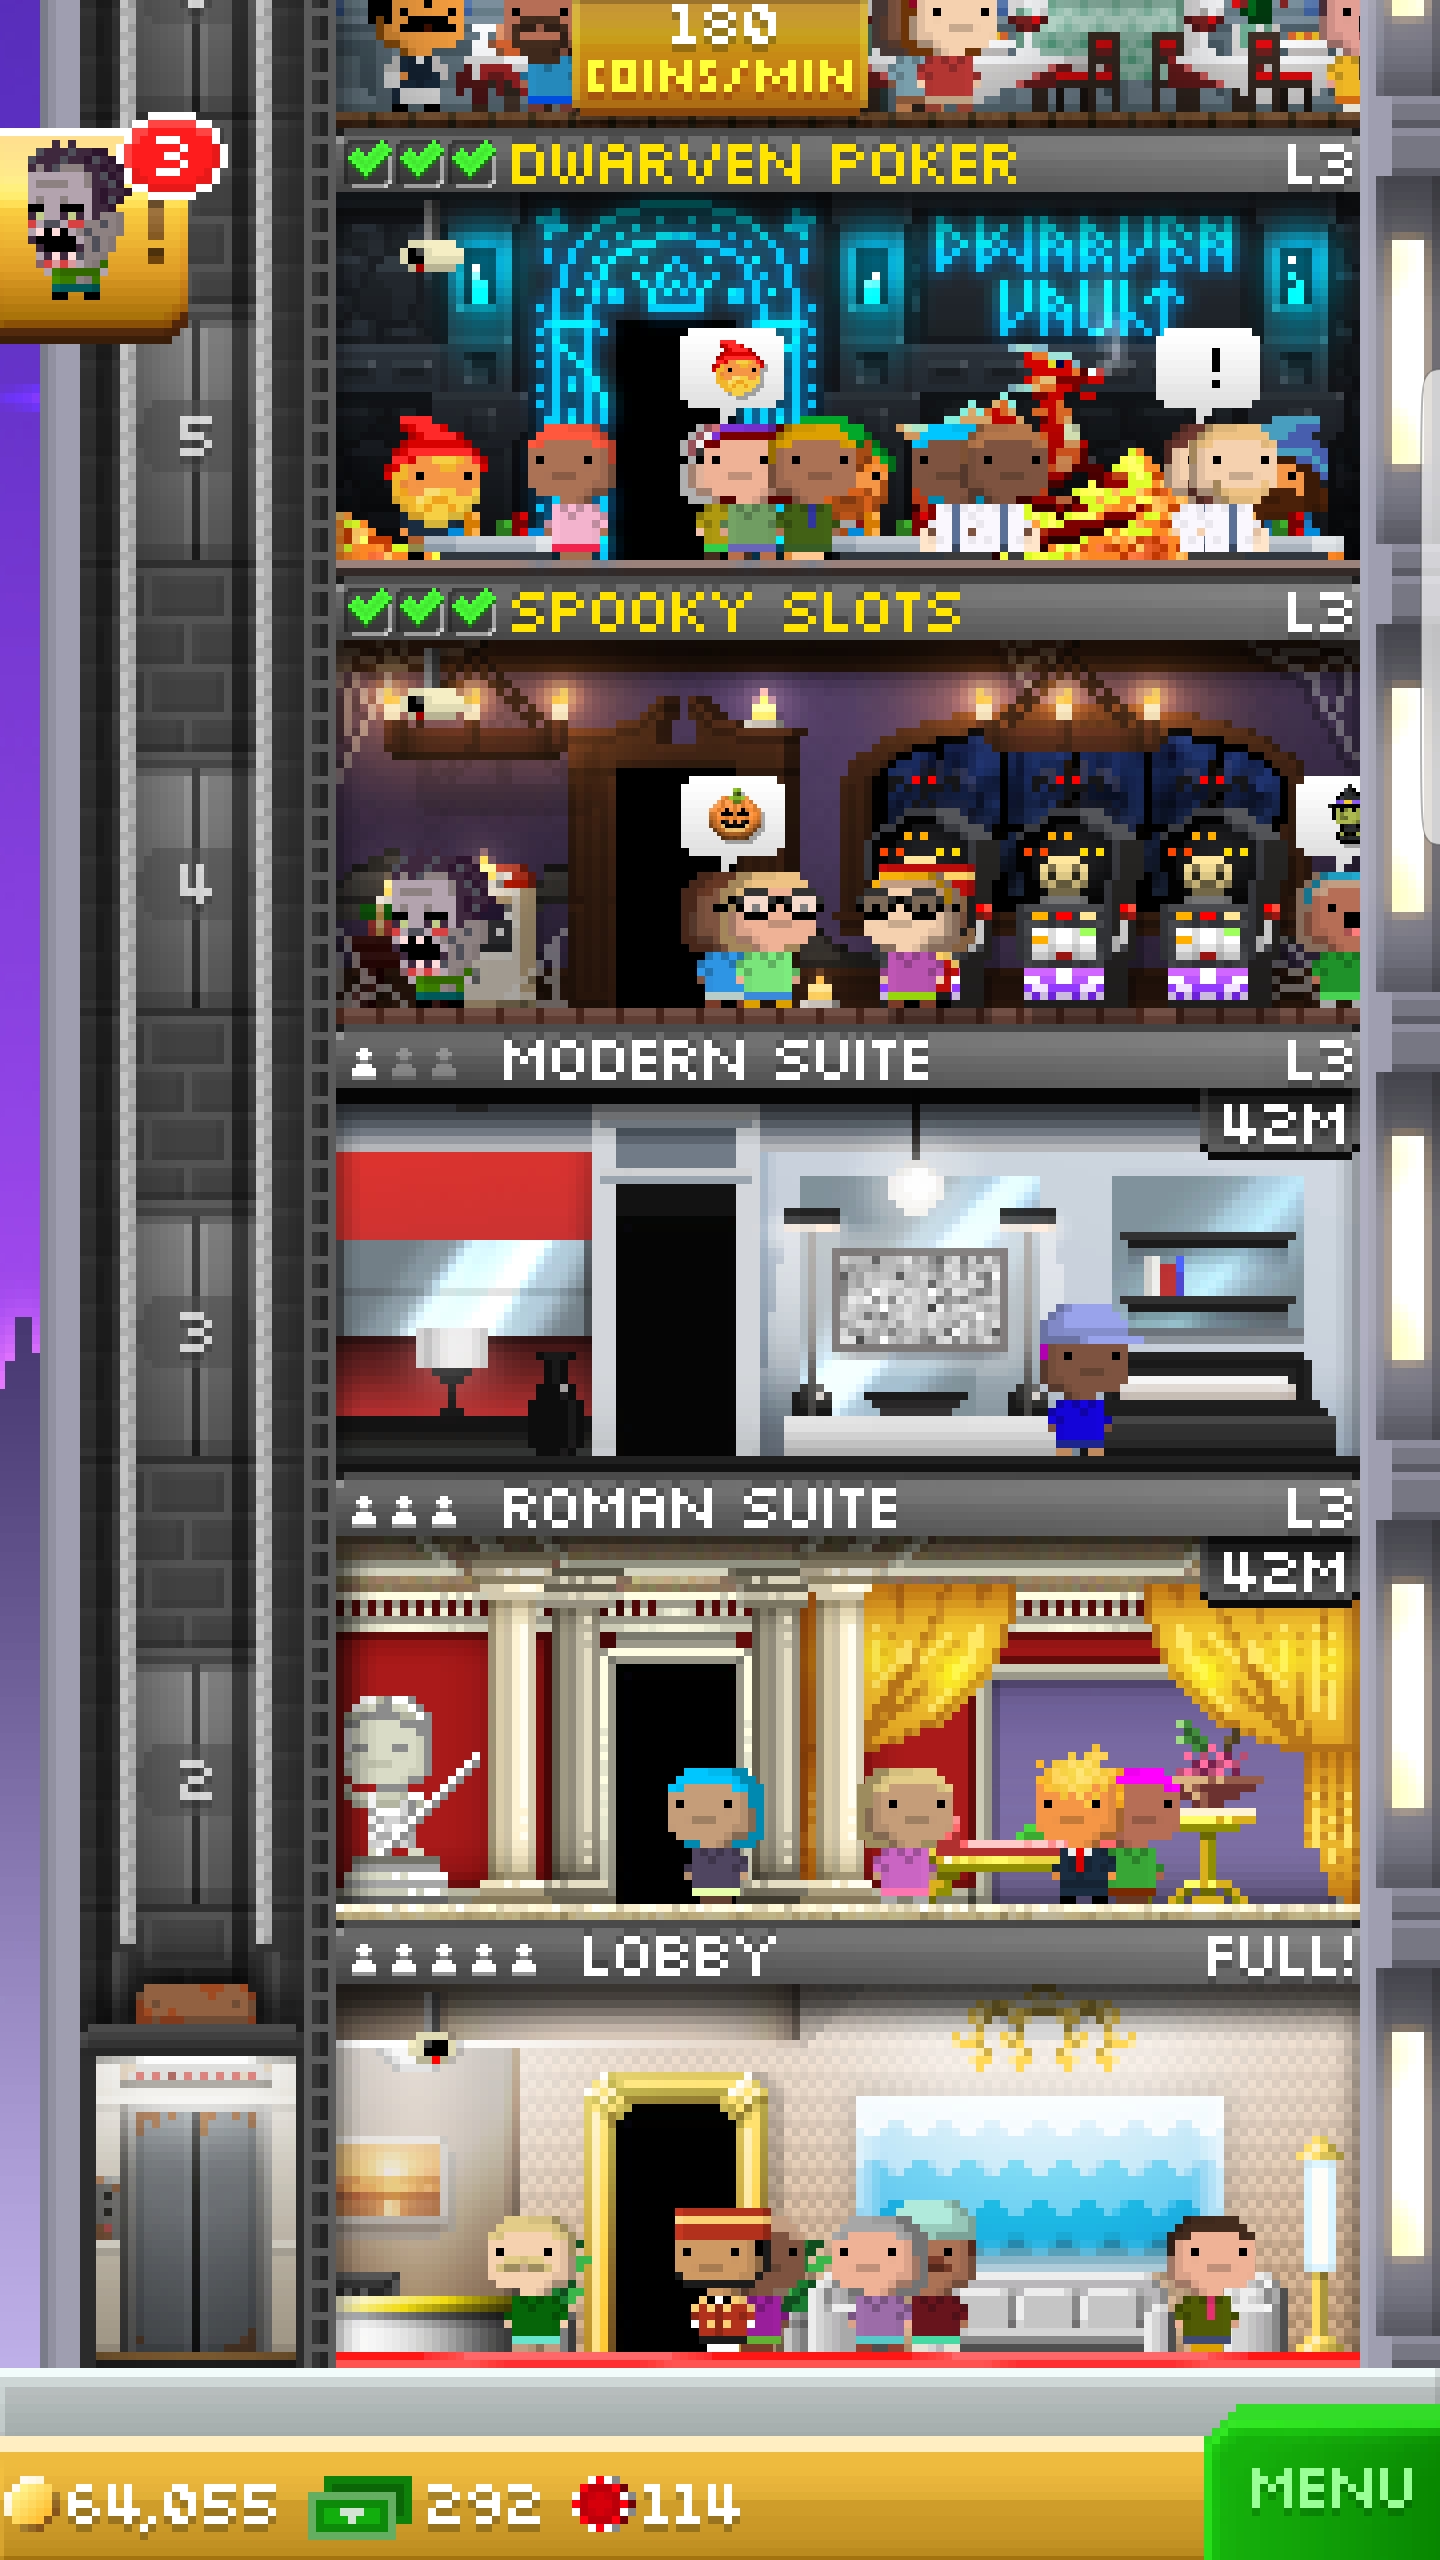 180
COINS/MIN
3
!
DWARVEN POKER L3
DWARVEN
VAULT
!
5
SPOOKY SLOTS L3
4
MODERN SUITE L3
42M
3
ROMAN SUITE L3
42M
2
LOBBY FULL!
64,055 292 114
MENU